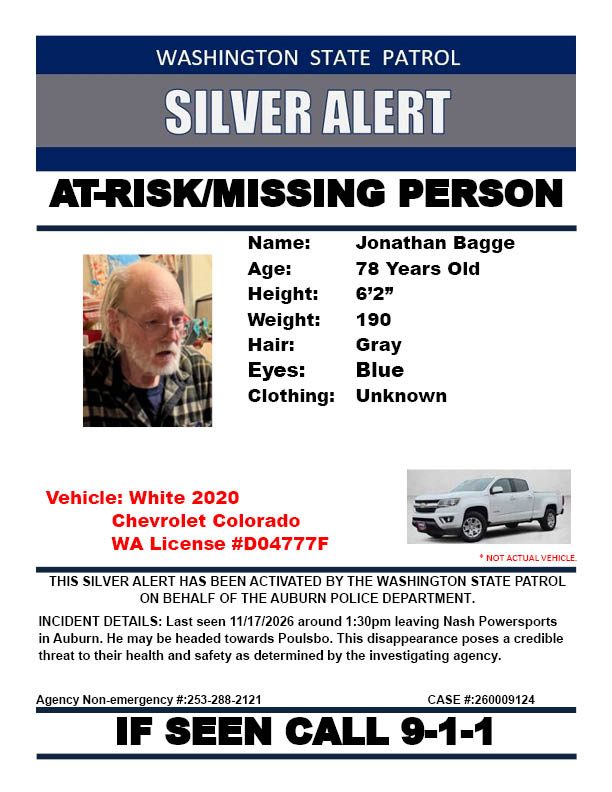 WASHINGTON STATE PATROL
SILVER ALERT
AT-RISK/MISSING PERSON
Name: Jonathan Bagge
Age: 78 Years Old
Height: 6’2”
Weight: 190
Hair: Gray
Eyes: Blue
Clothing: Unknown
Vehicle: White 2020
Chevrolet Colorado
WA License #D04777F
* NOT ACTUAL VEHICLE.
THIS SILVER ALERT HAS BEEN ACTIVATED BY THE WASHINGTON STATE PATROL
ON BEHALF OF THE AUBURN POLICE DEPARTMENT.
INCIDENT DETAILS: Last seen 11/17/2026 around 1:30pm leaving Nash Powersports
in Auburn. He may be headed towards Poulsbo. This disappearance poses a credible
threat to their health and safety as determined by the investigating agency.
Agency Non-emergency #:253-288-2121 CASE #:260009124
IF SEEN CALL 9-1-1